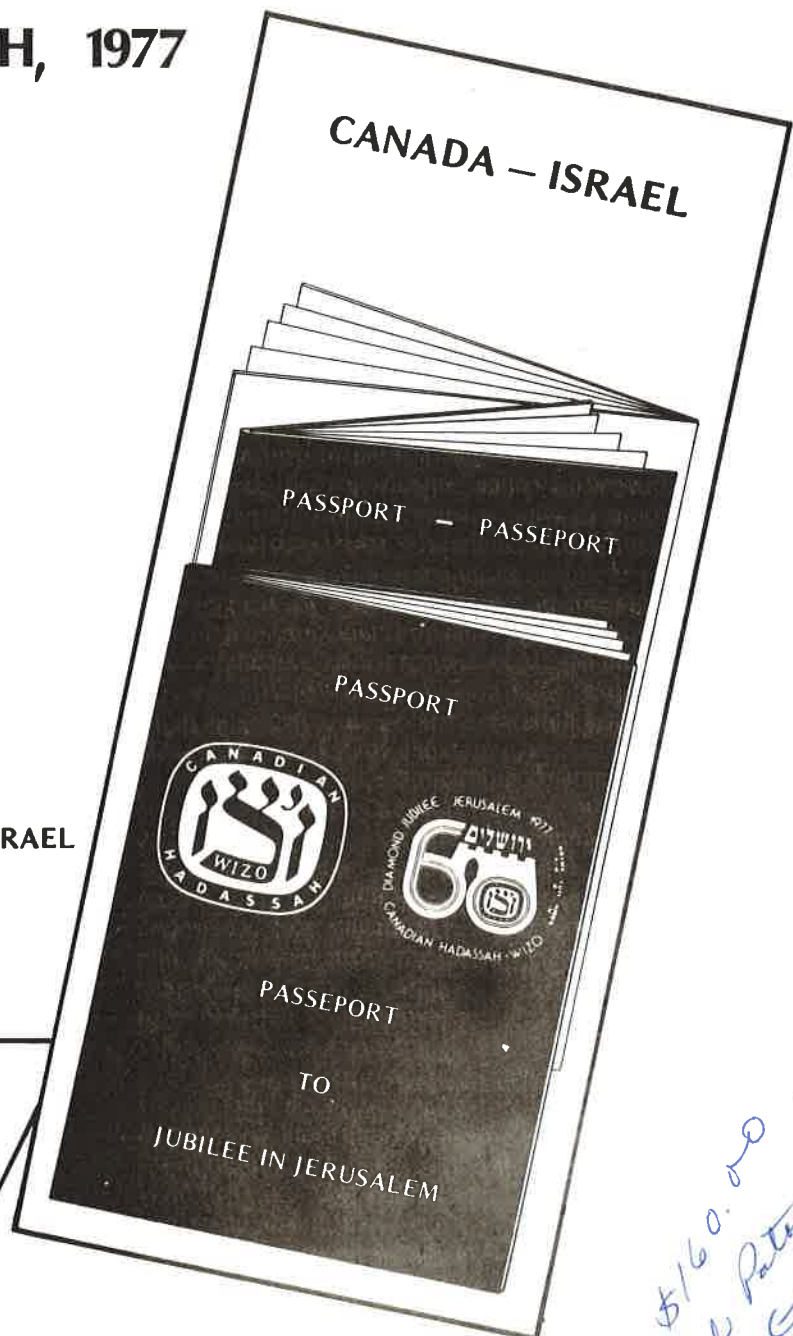 H, 1977
CANADA — ISRAEL
PASSPORT – PASSEPORT
PASSPORT
CANADIAN
WIZO
HADASSAH
DIAMOND JUBILEE JERUSALEM 1977
ירושלים
60
CANADIAN HADASSAH-WIZO
RAEL
PASSEPORT
TO
JUBILEE IN JERUSALEM
$160.00